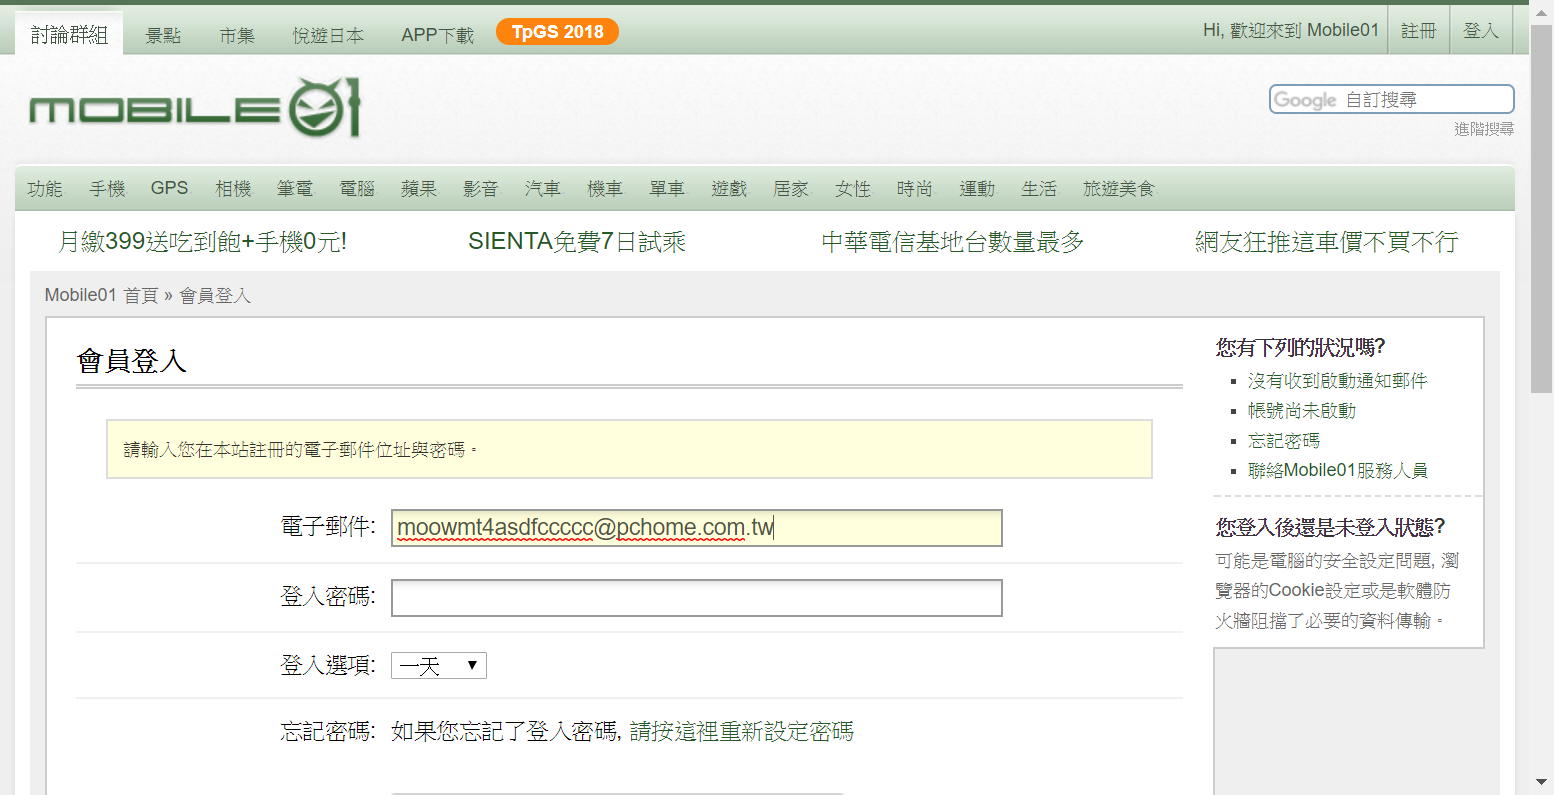 討論群組 景點 市集 悅遊日本 APP下載 TpGS 2018 Hi, 歡迎來到 Mobile01 註冊 登入
MOBILE01
Google 自訂搜尋
進階搜尋
功能 手機 GPS 相機 筆電 電腦 蘋果 影音 汽車 機車 單車 遊戲 居家 女性 時尚 運動 生活 旅遊美食
月繳399送吃到飽+手機0元! SIENTA免費7日試乘 中華電信基地台數量最多 網友狂推這車價不買不行
Mobile01 首頁 » 會員登入
會員登入
請輸入您在本站註冊的電子郵件位址與密碼。
電子郵件: moowmt4asdfccccc@pchome.com.tw
登入密碼:
登入選項: 一天
忘記密碼: 如果您忘記了登入密碼, 請按這裡重新設定密碼
您有下列的狀況嗎?
沒有收到啟動通知郵件
帳號尚未啟動
忘記密碼
聯絡Mobile01服務人員
您登入後還是未登入狀態?
可能是電腦的安全設定問題, 瀏
覽器的Cookie設定或是軟體防
火牆阻擋了必要的資料傳輸。